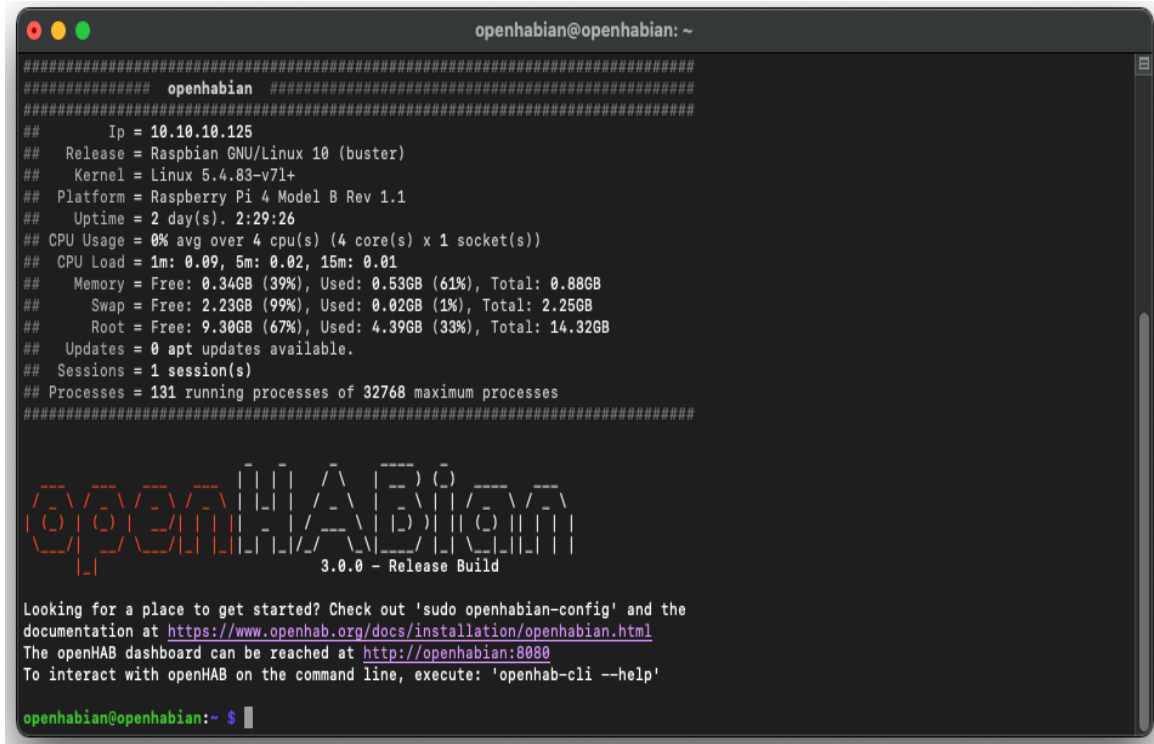 openhabian@openhabian: ~
###############################################################################
############### openhabian ##################################################
###############################################################################
## Ip = 10.10.10.125
## Release = Raspbian GNU/Linux 10 (buster)
## Kernel = Linux 5.4.83-v7l+
## Platform = Raspberry Pi 4 Model B Rev 1.1
## Uptime = 2 day(s). 2:29:26
## CPU Usage = 0% avg over 4 cpu(s) (4 core(s) x 1 socket(s))
## CPU Load = 1m: 0.09, 5m: 0.02, 15m: 0.01
## Memory = Free: 0.34GB (39%), Used: 0.53GB (61%), Total: 0.88GB
## Swap = Free: 2.23GB (99%), Used: 0.02GB (1%), Total: 2.25GB
## Root = Free: 9.30GB (67%), Used: 4.39GB (33%), Total: 14.32GB
## Updates = 0 apt updates available.
## Sessions = 1 session(s)
## Processes = 131 running processes of 32768 maximum processes
###############################################################################
openHABian
3.0.0 - Release Build
Looking for a place to get started? Check out 'sudo openhabian-config' and the
documentation at https://www.openhab.org/docs/installation/openhabian.html
The openHAB dashboard can be reached at http://openhabian:8080
To interact with openHAB on the command line, execute: 'openhab-cli --help'
openhabian@openhabian:~ $